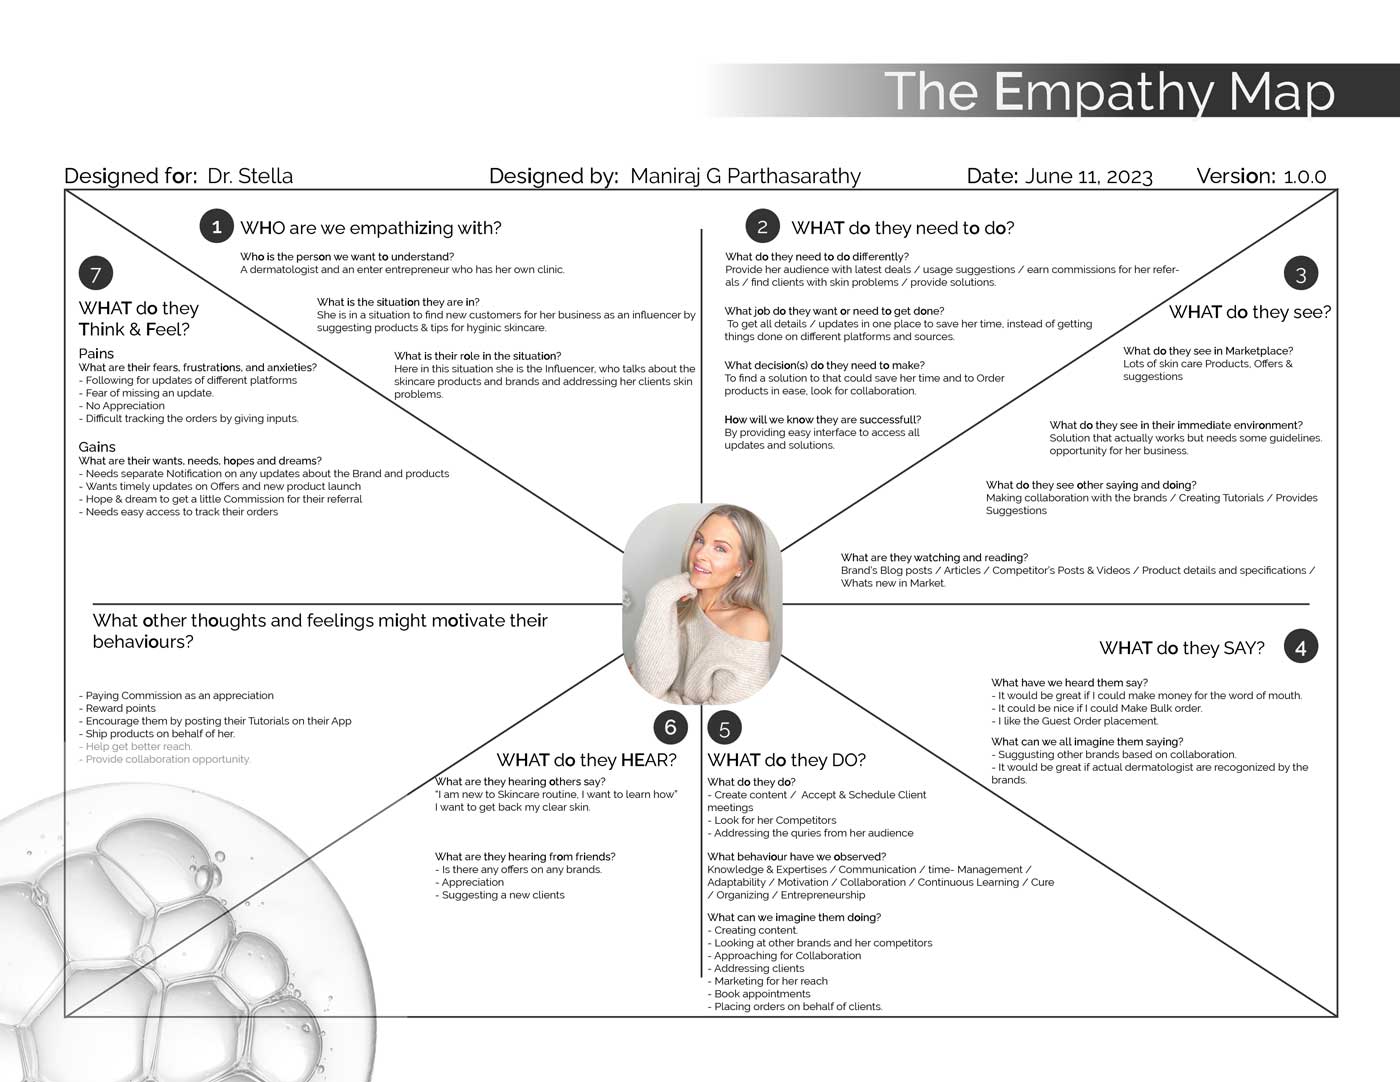 The Empathy Map
Designed for: Dr. Stella
Designed by: Maniraj G Parthasarathy
Date: June 11, 2023
Version: 1.0.0
1 WHO are we empathizing with?
Who is the person we want to understand?
A dermatologist and an enter entrepreneur who has her own clinic.
What is the situation they are in?
She is in a situation to find new customers for her business as an influencer by
suggesting products & tips for hyginic skincare.
What is their role in the situation?
Here in this situation she is the Influencer, who talks about the
skincare products and brands and addressing her clients skin
problems.
2 WHAT do they need to do?
What do they need to do differently?
Provide her audience with latest deals / usage suggestions / earn commissions for her refer-
als / find clients with skin problems / provide solutions.
What job do they want or need to get done?
To get all details / updates in one place to save her time, instead of getting
things done on different platforms and sources.
What decision(s) do they need to make?
To find a solution to that could save her time and to Order
products in ease, look for collaboration.
How will we know they are successfull?
By providing easy interface to access all
updates and solutions.
3
WHAT do they see?
What do they see in Marketplace?
Lots of skin care Products, Offers &
suggestions
What do they see in their immediate environment?
Solution that actually works but needs some guidelines.
opportunity for her business.
What do they see other saying and doing?
Making collaboration with the brands / Creating Tutorials / Provides
Suggestions
What are they watching and reading?
Brand's Blog posts / Articles / Competitor's Posts & Videos / Product details and specifications /
Whats new in Market.
WHAT do they SAY? 4
What have we heard them say?
- It would be great if I could make money for the word of mouth.
- It could be nice if I could Make Bulk order.
- I like the Guest Order placement.
What can we all imagine them saying?
- Suggusting other brands based on collaboration.
- It would be great if actual dermatologist are recogonized by the
brands.
5
WHAT do they DO?
What do they do?
- Create content / Accept & Schedule Client
meetings
- Look for her Competitors
- Addressing the quries from her audience
What behaviour have we observed?
Knowledge & Expertises / Communication / time- Management /
Adaptability / Motivation / Collaboration / Continuous Learning / Cure
/ Organizing / Entrepreneurship
What can we imagine them doing?
- Creating content.
- Looking at other brands and her competitors
- Approaching for Collaboration
- Addressing clients
- Marketing for her reach
- Book appointments
- Placing orders on behalf of clients.
6
WHAT do they HEAR?
What are they hearing others say?
"I am new to Skincare routine, I want to learn how"
I want to get back my clear skin.
What are they hearing from friends?
- Is there any offers on any brands.
- Appreciation
- Suggesting a new clients
7
WHAT do they
Think & Feel?
Pains
What are their fears, frustrations, and anxieties?
- Following for updates of different platforms
- Fear of missing an update.
- No Appreciation
- Difficult tracking the orders by giving inputs.
Gains
What are their wants, needs, hopes and dreams?
- Needs separate Notification on any updates about the Brand and products
- Wants timely updates on Offers and new product launch
- Hope & dream to get a little Commission for their referral
- Needs easy access to track their orders
What other thoughts and feelings might motivate their
behaviours?
- Paying Commission as an appreciation
- Reward points
- Encourage them by posting their Tutorials on their App
- Ship products on behalf of her.
- Help get better reach.
- Provide collaboration opportunity.